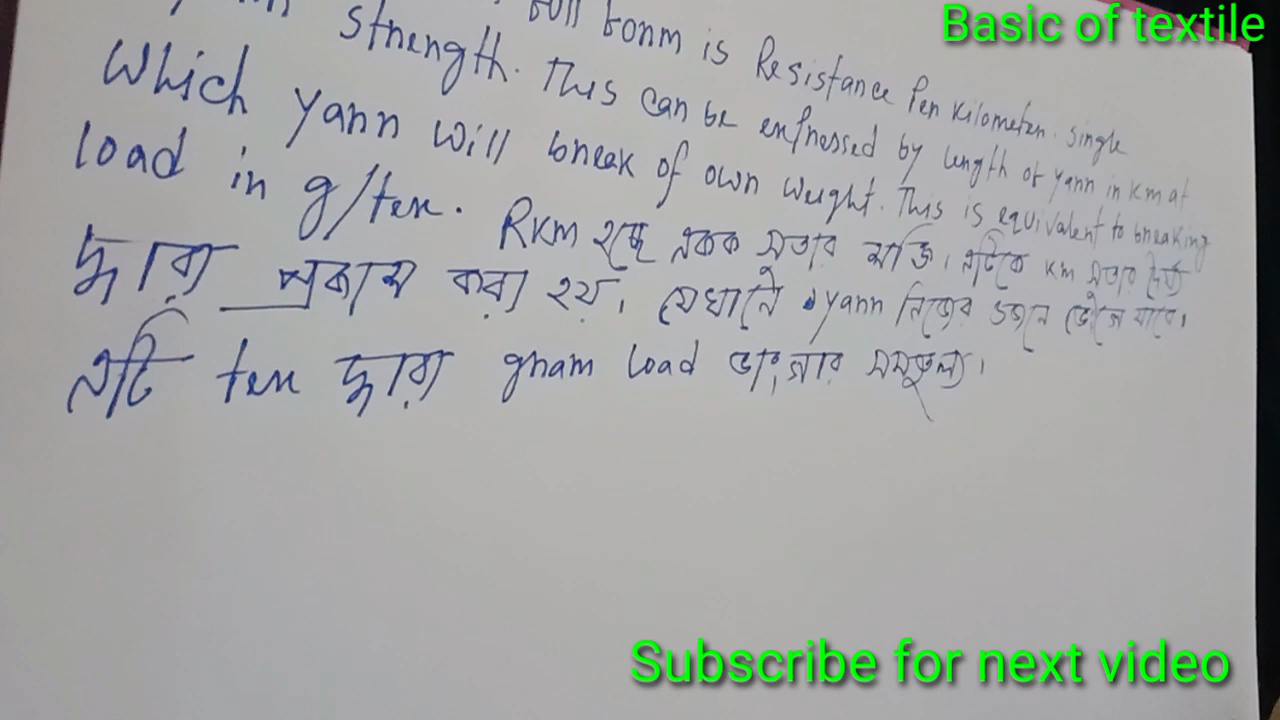 Basic of textile
full form is Resistance Per Kilometer. Single
strength. This can be expressed by length of yarn in km at
Which yarn will break of own weight. This is equivalent to breaking
load in g/tex. RKM হচ্ছে একক সুতার শক্তি। এটিকে KM সুতার দৈর্ঘ্য
দ্বারা প্রকাশ করা হয়। যেখানে yarn নিজের ওজনে ভেঙ্গে যাবে।
এটি tex দ্বারা gram load ভাংগার সমতুল্য।
Subscribe for next video